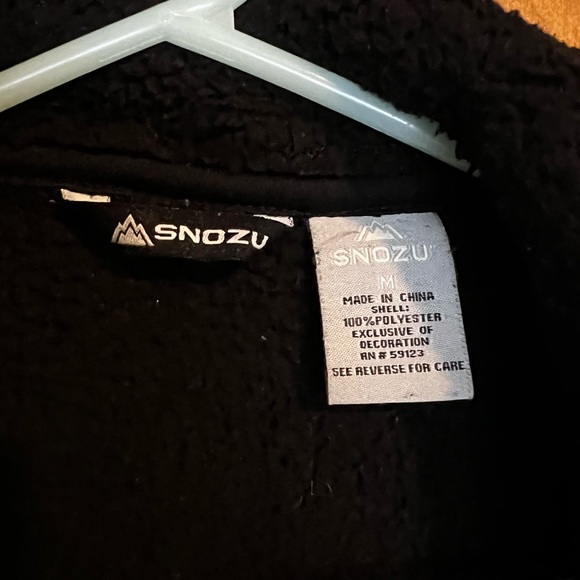 SNOZU
SNOZU
M
MADE IN CHINA
SHELL:
100%POLYESTER
EXCLUSIVE OF
DECORATION
RN # 59123
SEE REVERSE FOR CARE